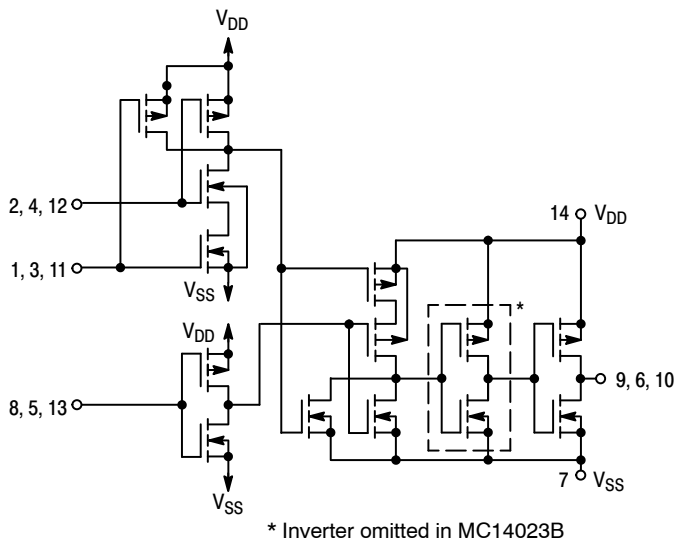 VDD
2, 4, 12
1, 3, 11
VSS
VDD
8, 5, 13
VSS
14 VDD
*
9, 6, 10
7 VSS
* Inverter omitted in MC14023B